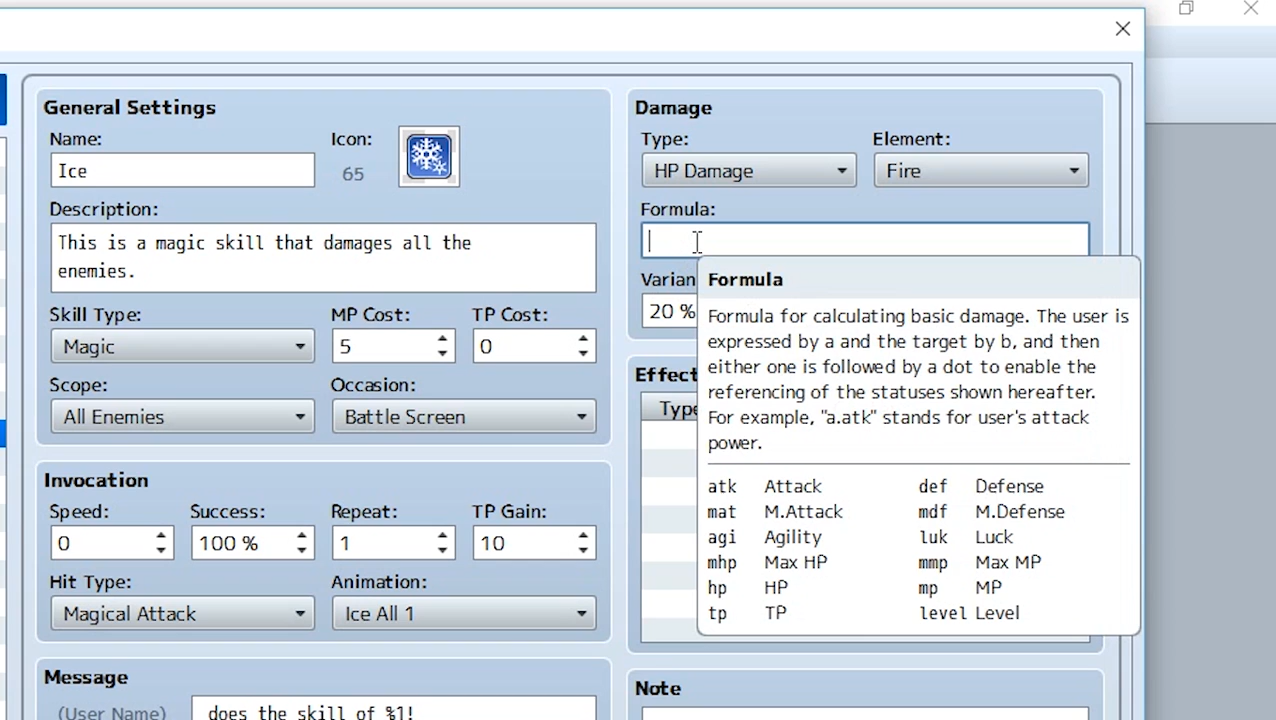 General Settings
Name:
Icon:
Ice
65
Description:
This is a magic skill that damages all the
enemies.
Skill Type:
MP Cost:
TP Cost:
Magic
5
0
Scope:
Occasion:
All Enemies
Battle Screen
Invocation
Speed:
Success:
Repeat:
TP Gain:
0
100 %
1
10
Hit Type:
Animation:
Magical Attack
Ice All 1
Message
(User Name)
does the skill of %1!
Damage
Type:
Element:
HP Damage
Fire
Formula:
Varian
20 %
Effect
Type
Formula
Formula for calculating basic damage. The user is
expressed by a and the target by b, and then
either one is followed by a dot to enable the
referencing of the statuses shown hereafter.
For example, "a.atk" stands for user's attack
power.
atk Attack def Defense
mat M.Attack mdf M.Defense
agi Agility luk Luck
mhp Max HP mmp Max MP
hp HP mp MP
tp TP level Level
Note